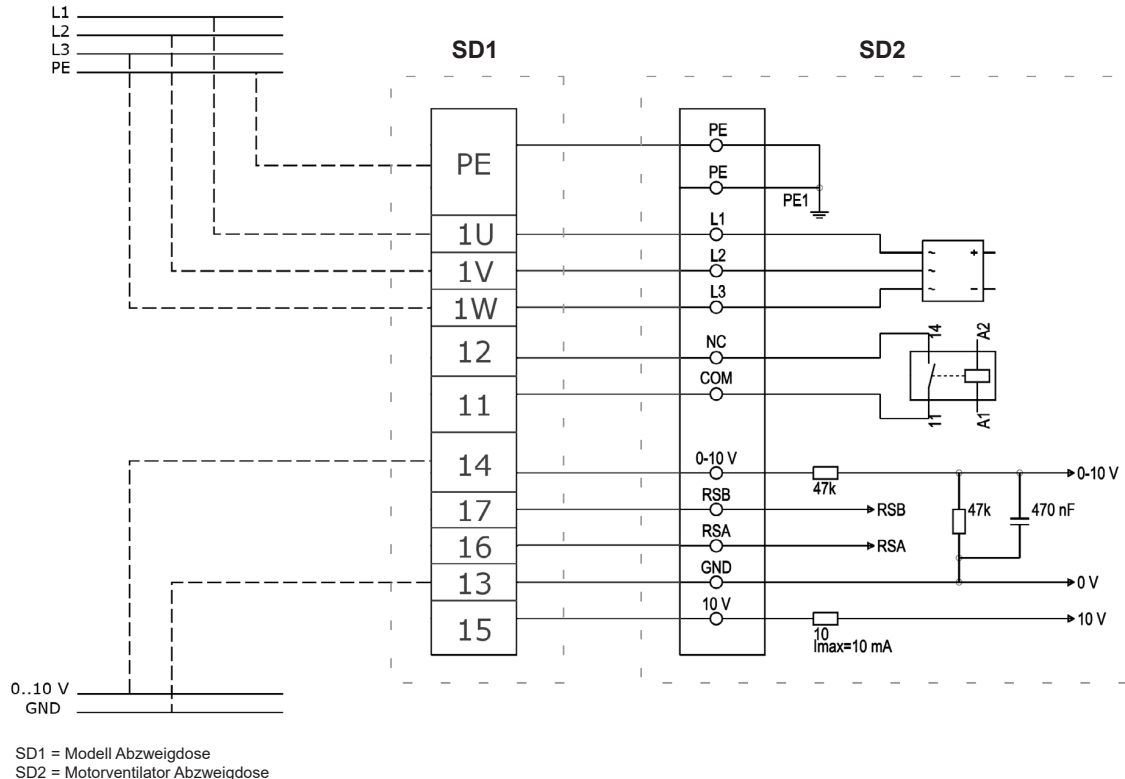 L1
L2
L3
PE
SD1
SD2
PE
1U
1V
1W
12
11
14
17
16
13
15
PE
PE
PE1
L1
L2
L3
~ +
~
~ −
NC
COM
14
A2
11
A1
0-10 V
47k
0-10 V
RSB
RSB
47k
470 nF
RSA
RSA
GND
0 V
10 V
10
Imax=10 mA
10 V
0..10 V
GND
SD1 = Modell Abzweigdose
SD2 = Motorventilator Abzweigdose